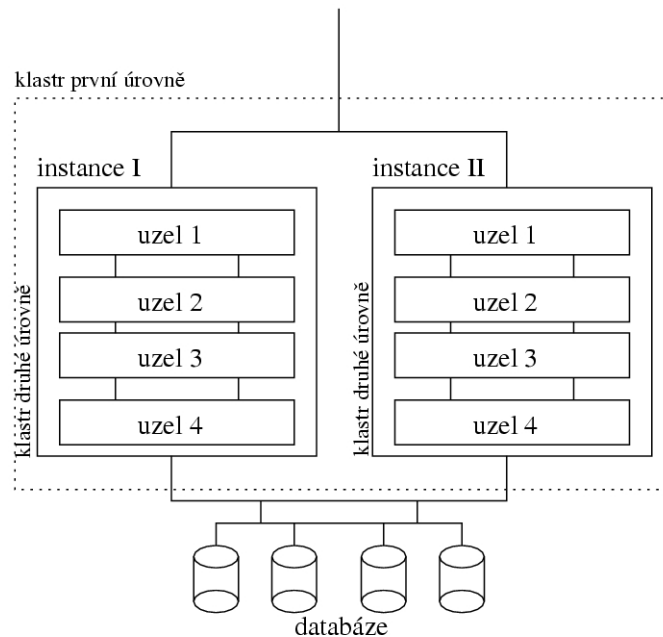 klastr první úrovně
instance I
instance II
klastr druhé úrovně
uzel 1
uzel 2
uzel 3
uzel 4
klastr druhé úrovně
uzel 1
uzel 2
uzel 3
uzel 4
databáze